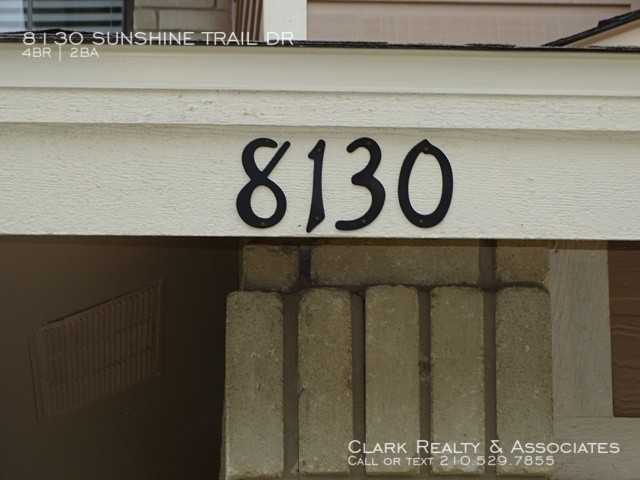 8130 SUNSHINE TRAIL DR
4BR | 2BA
8130
CLARK REALTY & ASSOCIATES
CALL OR TEXT 210.529.7855